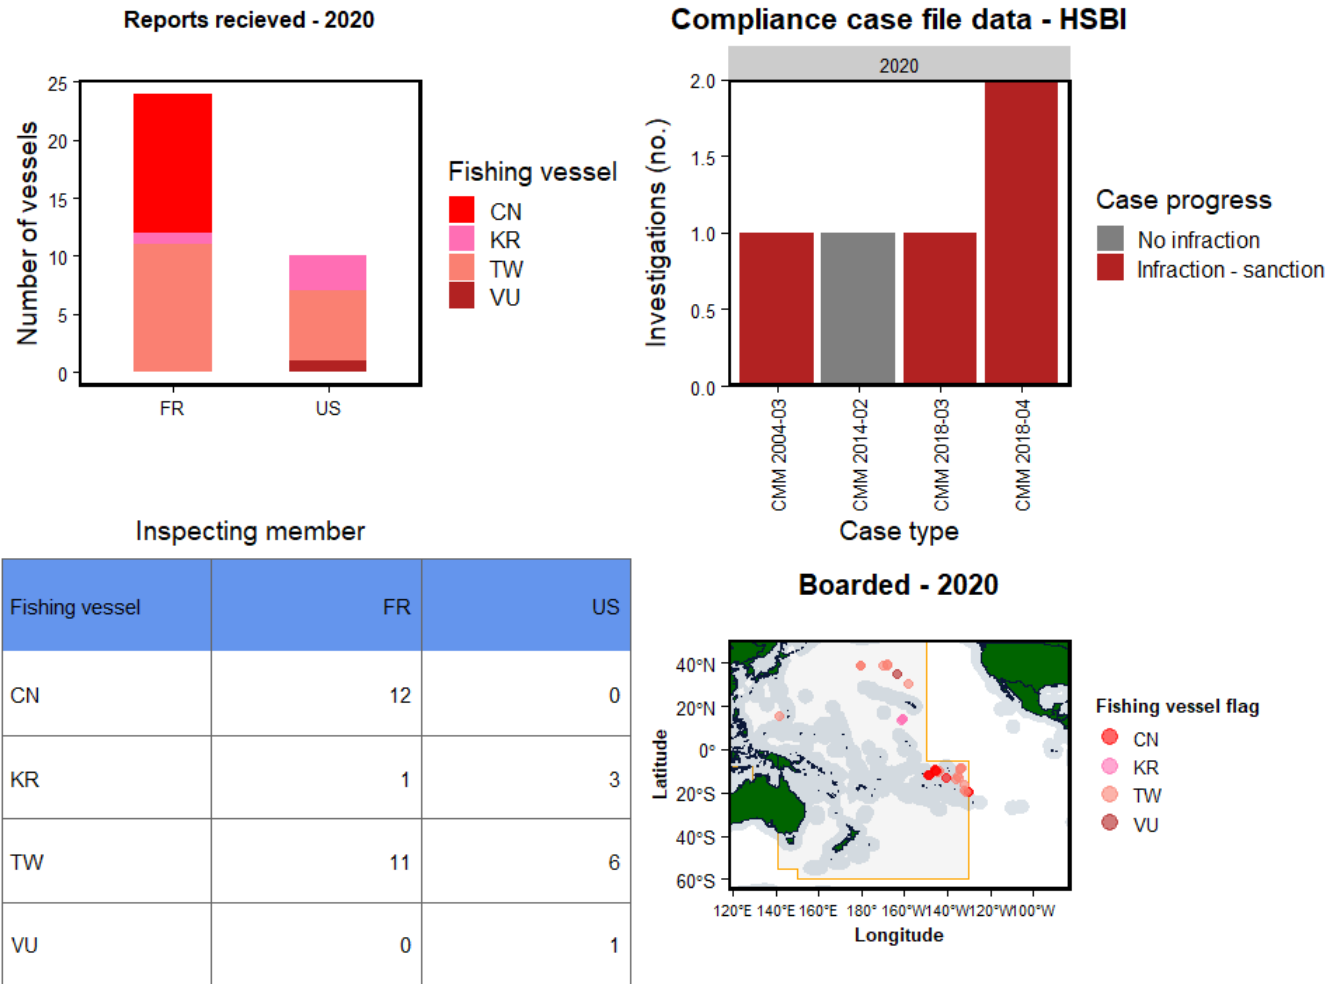 Reports recieved - 2020
Number of vessels
25
20
15
10
5
0
FR US
Fishing vessel
CN
KR
TW
VU
Compliance case file data - HSBI
2020
Investigations (no.)
2.0
1.5
1.0
0.5
0.0
CMM 2004-03
CMM 2014-02
CMM 2018-03
CMM 2018-04
Case type
Case progress
No infraction
Infraction - sanction
Inspecting member
Fishing vessel FR US
CN 12 0
KR 1 3
TW 11 6
VU 0 1
Boarded - 2020
Latitude
40°N
20°N
0°
20°S
40°S
60°S
120°E 140°E 160°E 180° 160°W 140°W 120°W 100°W
Longitude
Fishing vessel flag
CN
KR
TW
VU